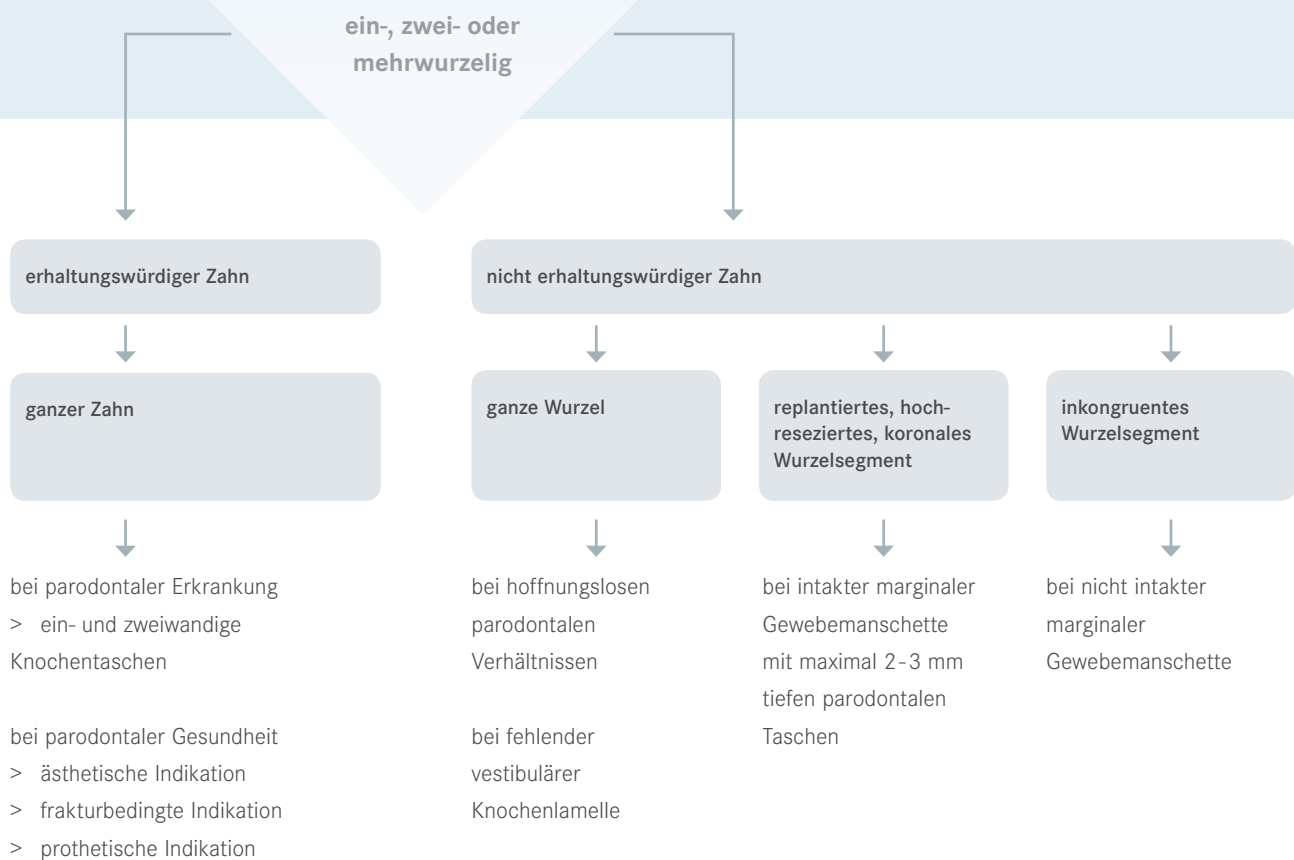 ein-, zwei- oder
mehrwurzelig
erhaltungswürdiger Zahn
nicht erhaltungswürdiger Zahn
ganzer Zahn
ganze Wurzel
replantiertes, hoch-
reseziertes, koronales
Wurzelsegment
inkongruentes
Wurzelsegment
bei parodontaler Erkrankung
> ein- und zweiwandige
Knochentaschen
bei parodontaler Gesundheit
> ästhetische Indikation
> frakturbedingte Indikation
> prothetische Indikation
bei hoffnungslosen
parodontalen
Verhältnissen
bei fehlender
vestibulärer
Knochenlamelle
bei intakter marginaler
Gewebemanschette
mit maximal 2-3 mm
tiefen parodontalen
Taschen
bei nicht intakter
marginaler
Gewebemanschette